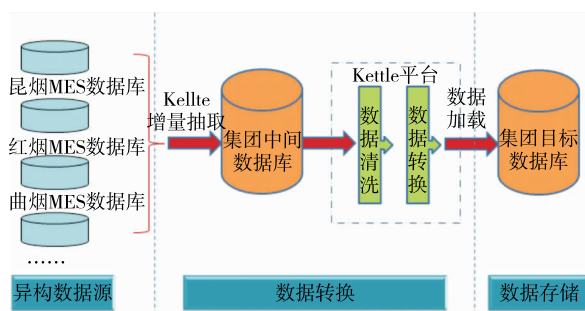 昆烟MES数据库
红烟MES数据库
曲烟MES数据库
……
Kellte
增量抽取
集团中间
数据库
Kettle平台
数据清洗
数据转换
数据
加载
集团目标
数据库
异构数据源
数据转换
数据存储